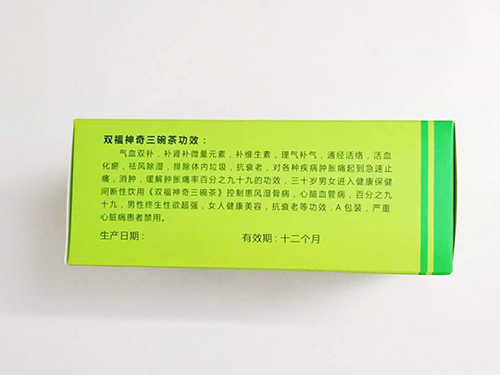 双福神奇三碗茶功效：
气血双补，补肾补微量元素，补维生素，理气补气，通经活络，活血
化瘀，祛风除湿，排除体内垃圾，抗衰老，对各种疾病肿胀痛起到急速止
痛，消肿，缓解肿胀痛率百分之九十九的功效，三十岁男女进入健康保健
间断性饮用《双福神奇三碗茶》控制患风湿骨病，心脑血管病，百分之九
十九，男性终生性欲超强，女人健康美容，抗衰老等功效，A包装，严重
心脏病患者禁用。
生产日期： 有效期：十二个月